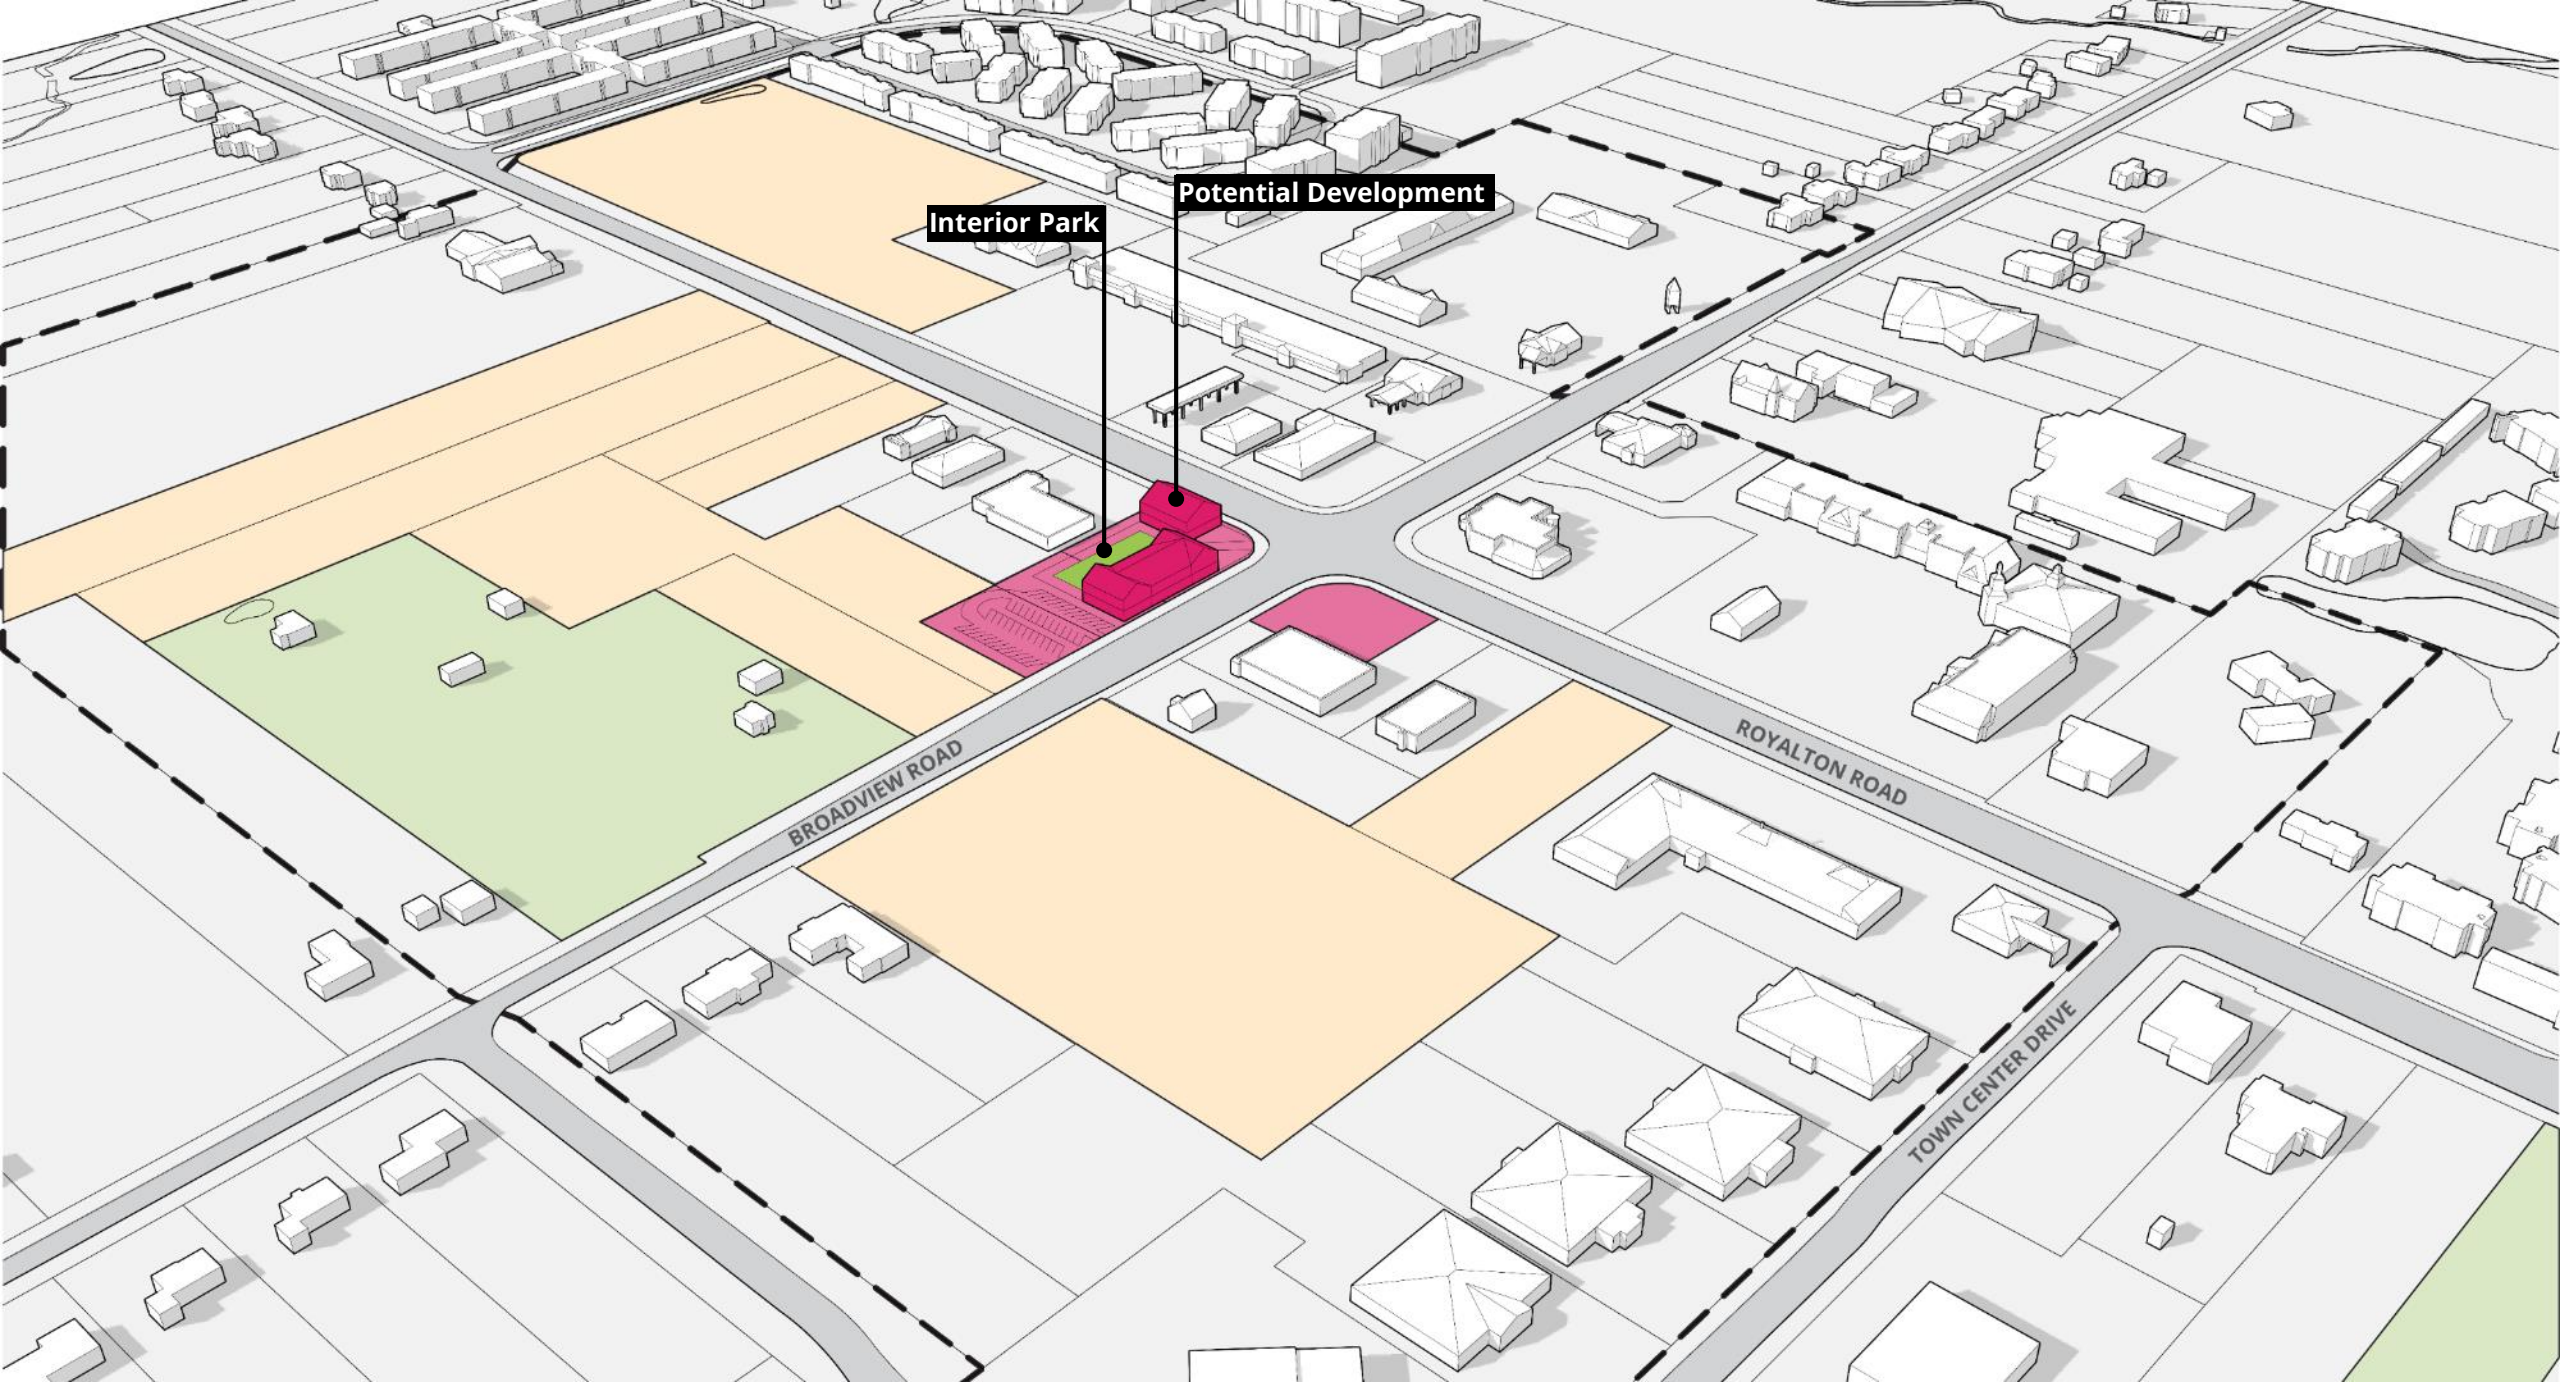 Potential Development
Interior Park
ROYALTON ROAD
BROADVIEW ROAD
TOWN CENTER DRIVE